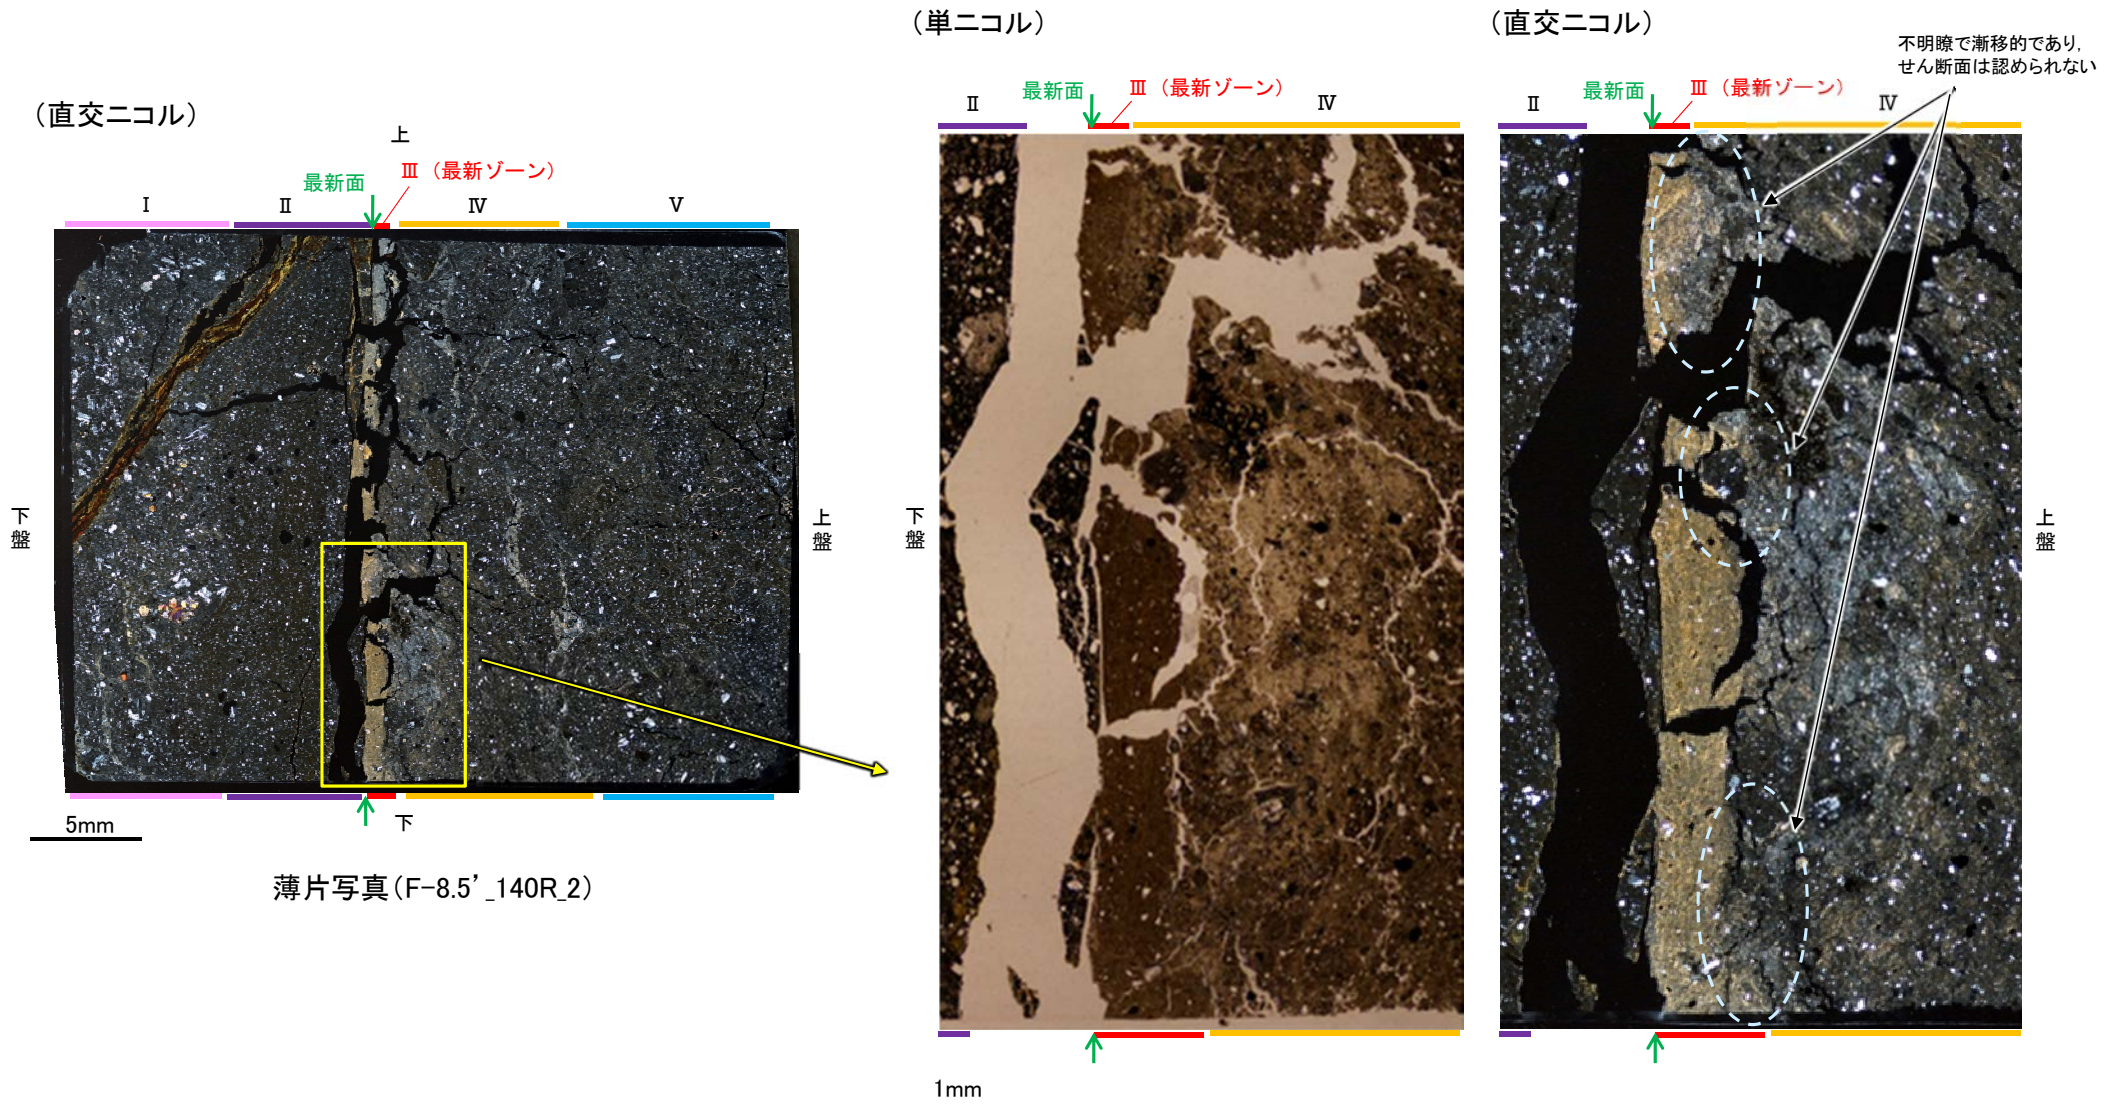 (直交ニコル)
上
最新面
Ⅲ (最新ゾーン)
Ⅰ
Ⅱ
Ⅳ
Ⅴ
下盤
上盤
下
5mm
薄片写真(F-8.5’_140R_2)
(単ニコル)
最新面
Ⅲ (最新ゾーン)
Ⅱ
Ⅳ
下盤
1mm
(直交ニコル)
不明瞭で漸移的であり,
せん断面は認められない
最新面
Ⅲ (最新ゾーン)
Ⅱ
Ⅳ
上盤